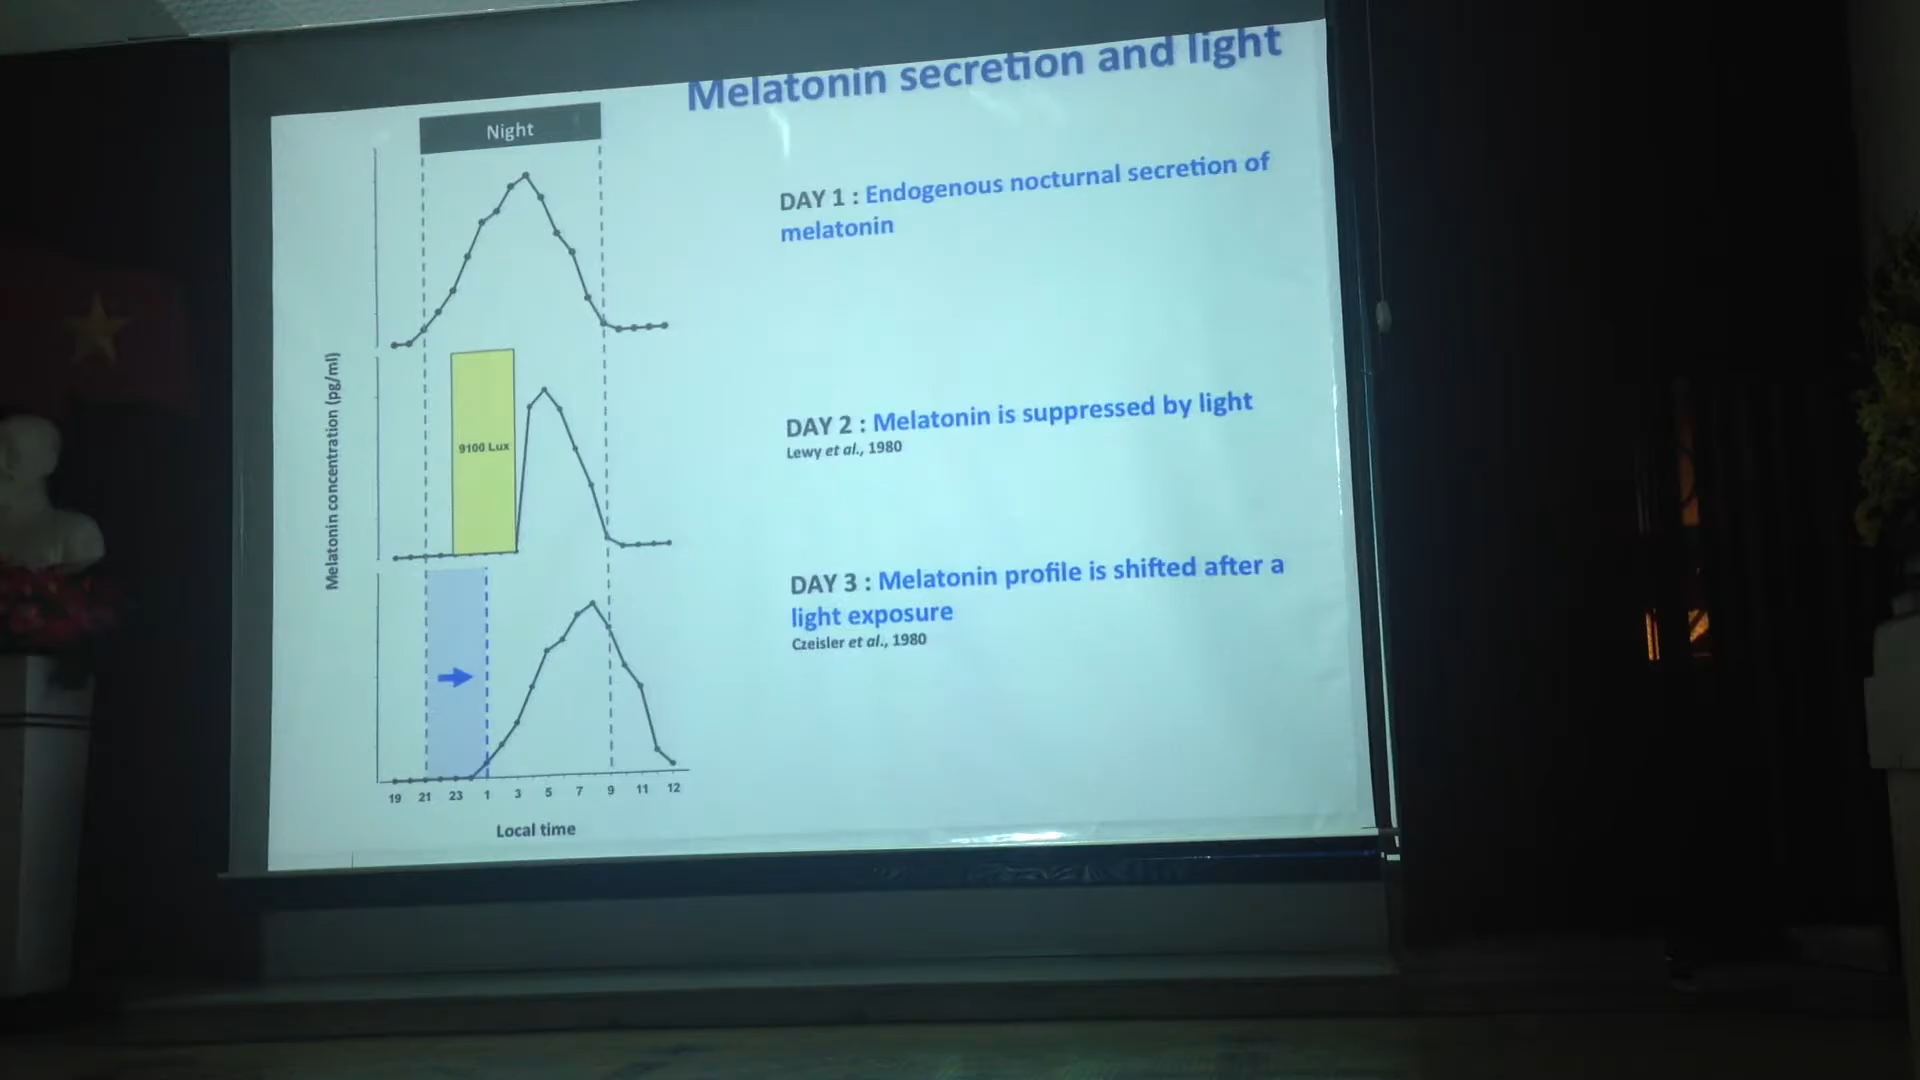 Melatonin secretion and light
Night
DAY 1 : Endogenous nocturnal secretion of
melatonin
9100 Lux
DAY 2 : Melatonin is suppressed by light
Lewy et al., 1980
DAY 3 : Melatonin profile is shifted after a
light exposure
Czeisler et al., 1980
Melatonin concentration (pg/ml)
19 21 23 1 3 5 7 9 11 12
Local time